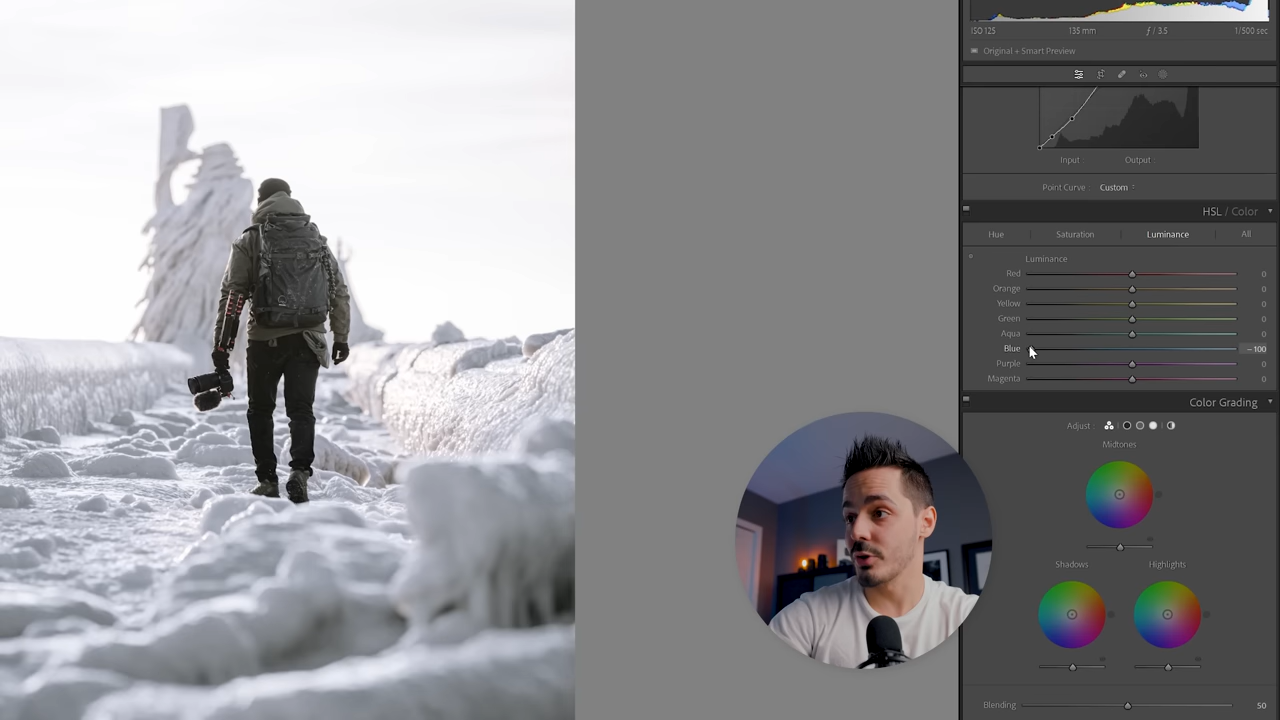 ISO 125 135 mm ƒ / 3.5 1/500 sec
Original + Smart Preview
Input Output
Point Curve : Custom
HSL / Color
Hue Saturation Luminance All
Luminance
Red 0
Orange 0
Yellow 0
Green 0
Aqua 0
Blue – 100
Purple 0
Magenta 0
Color Grading
Adjust :
Midtones
Shadows Highlights
Blending 50